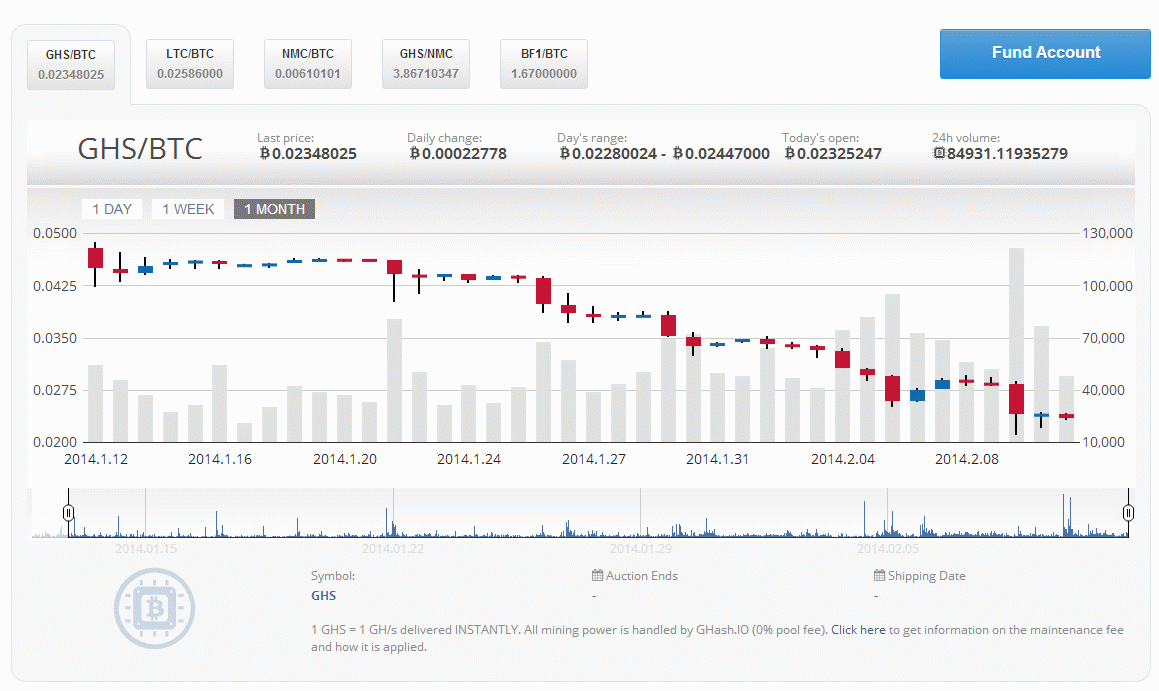 GHS/BTC LTC/BTC NMC/BTC GHS/NMC BF1/BTC
0.02348025 0.02586000 0.00610101 3.86710347 1.67000000
Fund Account
GHS/BTC
Last price: Daily change: Day's range: Today's open: 24h volume:
₿0.02348025 ₿0.00022778 ₿0.02280024 - ₿0.02447000 ₿0.02325247 84931.11935279
1 DAY 1 WEEK 1 MONTH
0.0500 130,000
0.0425 100,000
0.0350 70,000
0.0275 40,000
0.0200 10,000
2014.1.12 2014.1.16 2014.1.20 2014.1.24 2014.1.27 2014.1.31 2014.2.04 2014.2.08
2014.01.15 2014.01.22 2014.01.29 2014.02.05
Symbol: Auction Ends Shipping Date
GHS - -
1 GHS = 1 GH/s delivered INSTANTLY. All mining power is handled by GHash.IO (0% pool fee). Click here to get information on the maintenance fee
and how it is applied.